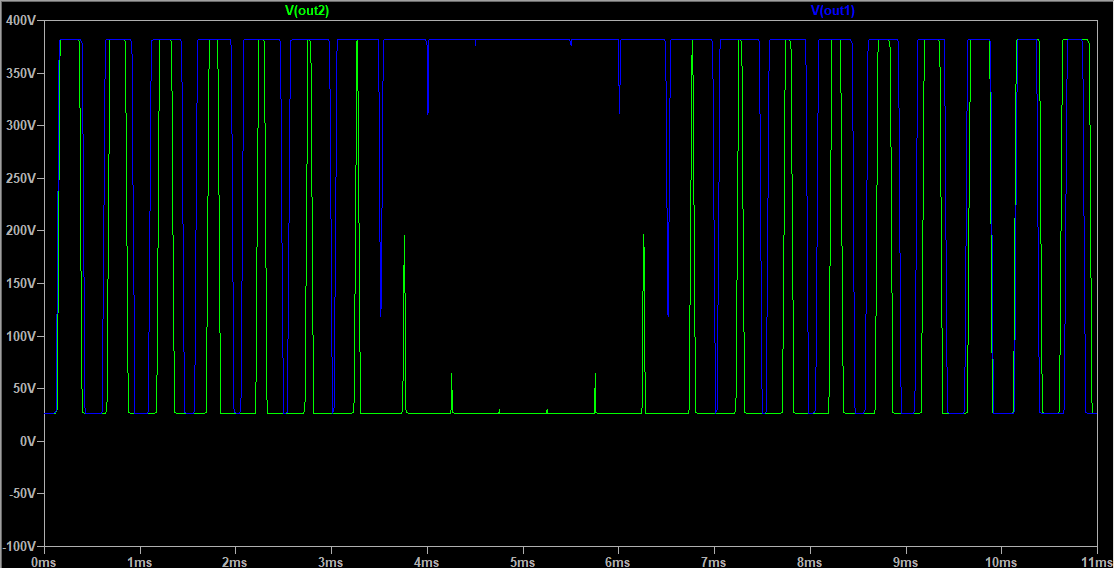 V(out2) V(out1)
400V
350V
300V
250V
200V
150V
100V
50V
0V
-50V
-100V
0ms 1ms 2ms 3ms 4ms 5ms 6ms 7ms 8ms 9ms 10ms 11ms